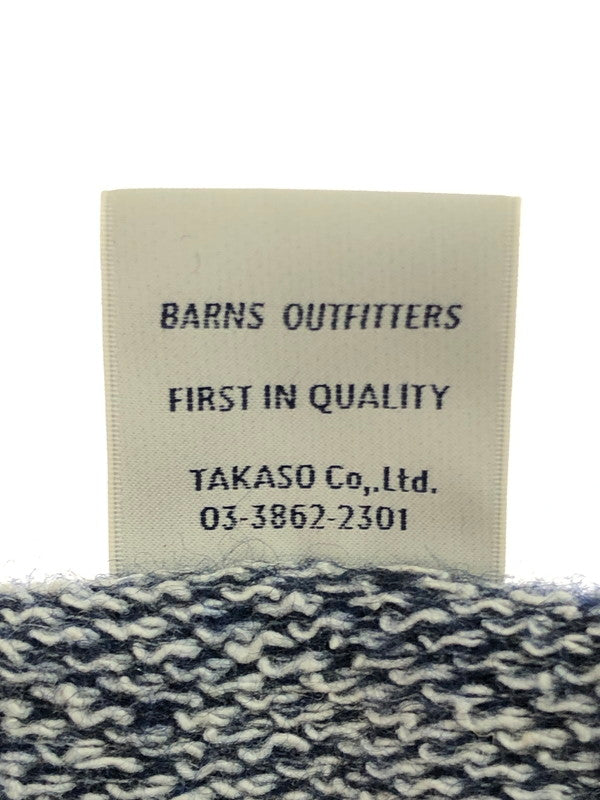 BARNS OUTFITTERS
FIRST IN QUALITY
TAKASO Co,.Ltd.
03-3862-2301